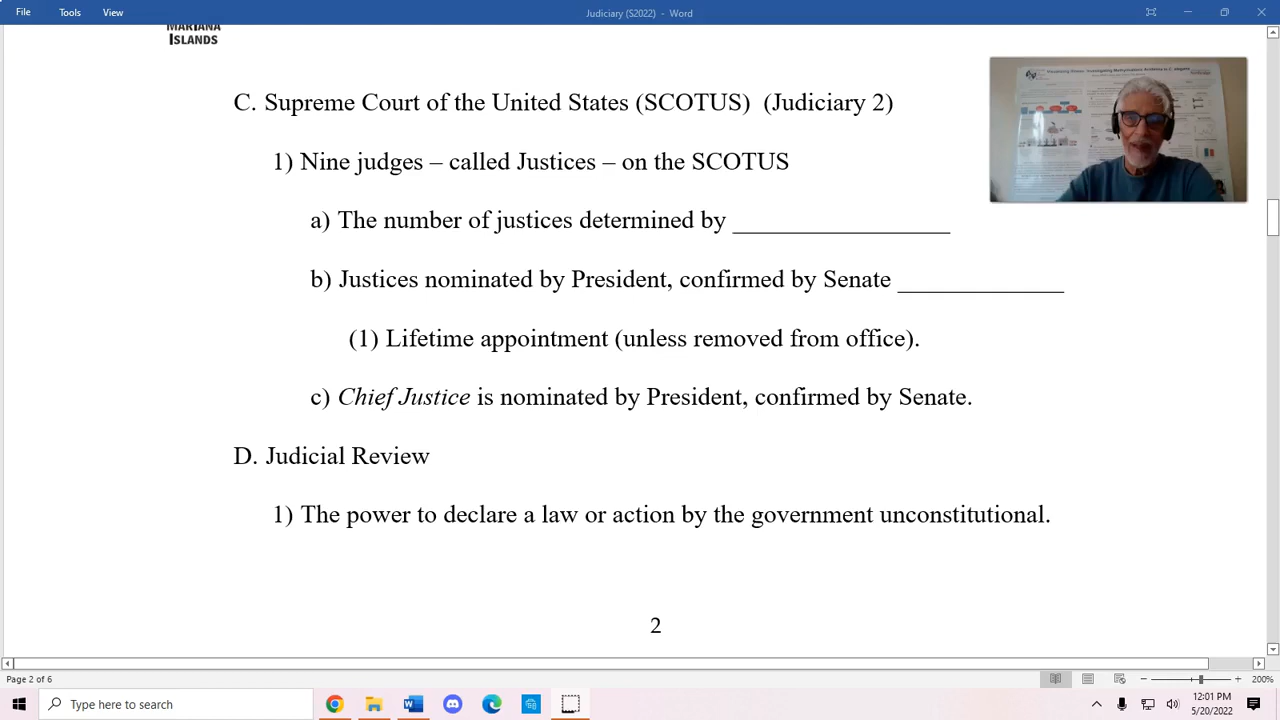 File Tools View Judiciary (S2022) - Word
MARIANA
ISLANDS
C. Supreme Court of the United States (SCOTUS) (Judiciary 2)
1) Nine judges – called Justices – on the SCOTUS
a) The number of justices determined by _________________
b) Justices nominated by President, confirmed by Senate _____________
(1) Lifetime appointment (unless removed from office).
c) Chief Justice is nominated by President, confirmed by Senate.
D. Judicial Review
1) The power to declare a law or action by the government unconstitutional.
2
Page 2 of 6
200%
Type here to search
12:01 PM
5/20/2022